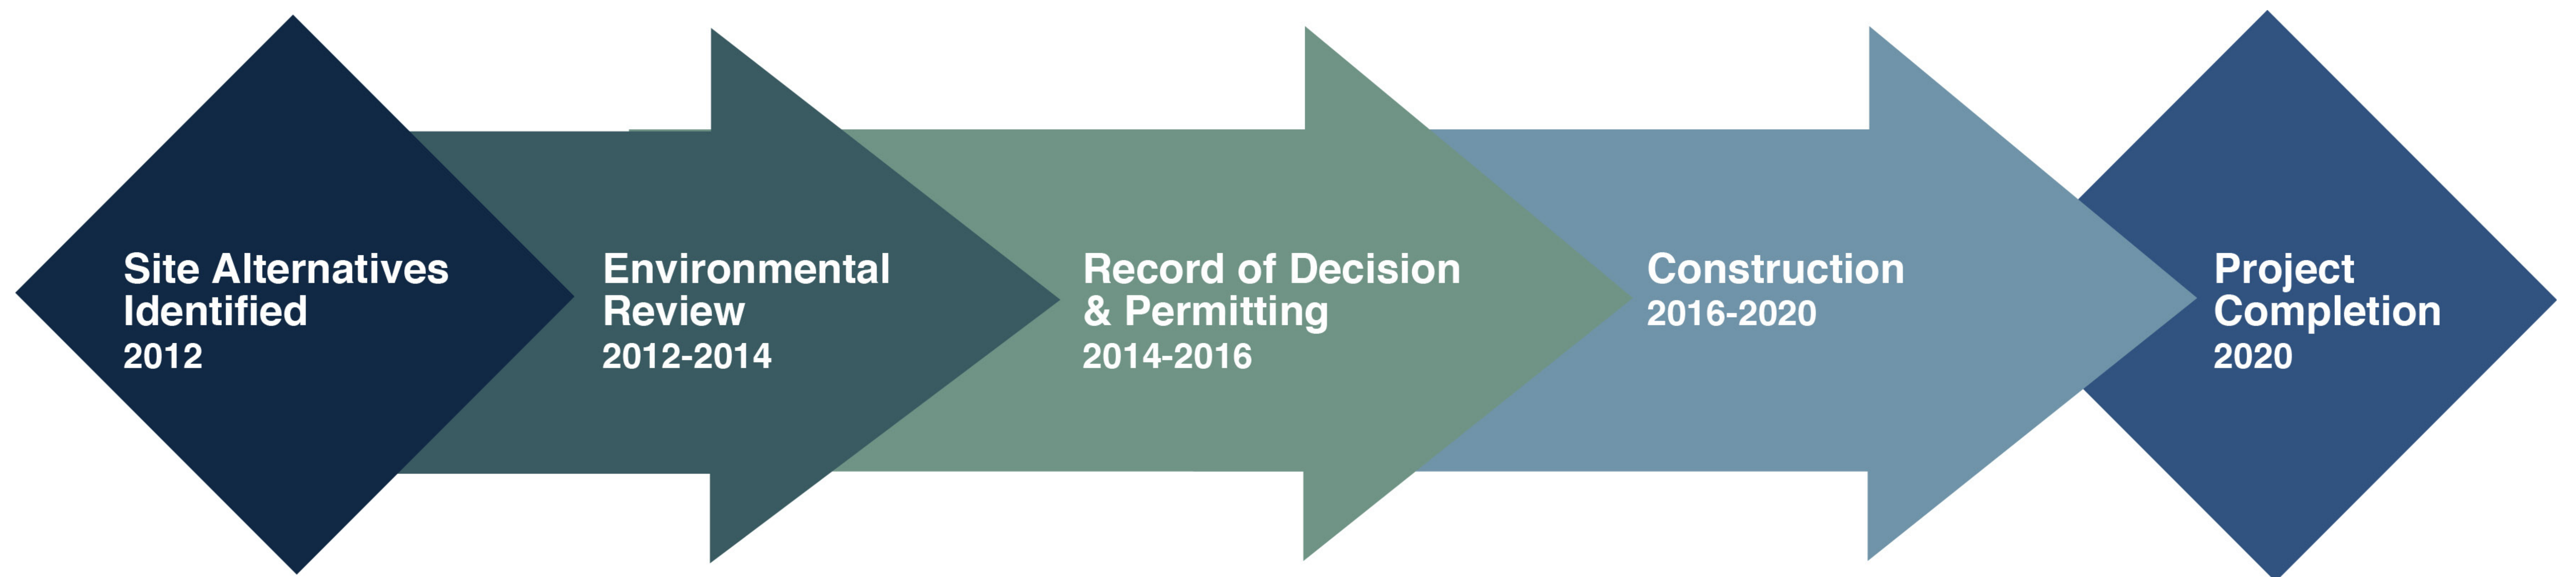 Site Alternatives
Identified
2012
Environmental
Review
2012-2014
Record of Decision
& Permitting
2014-2016
Construction
2016-2020
Project
Completion
2020